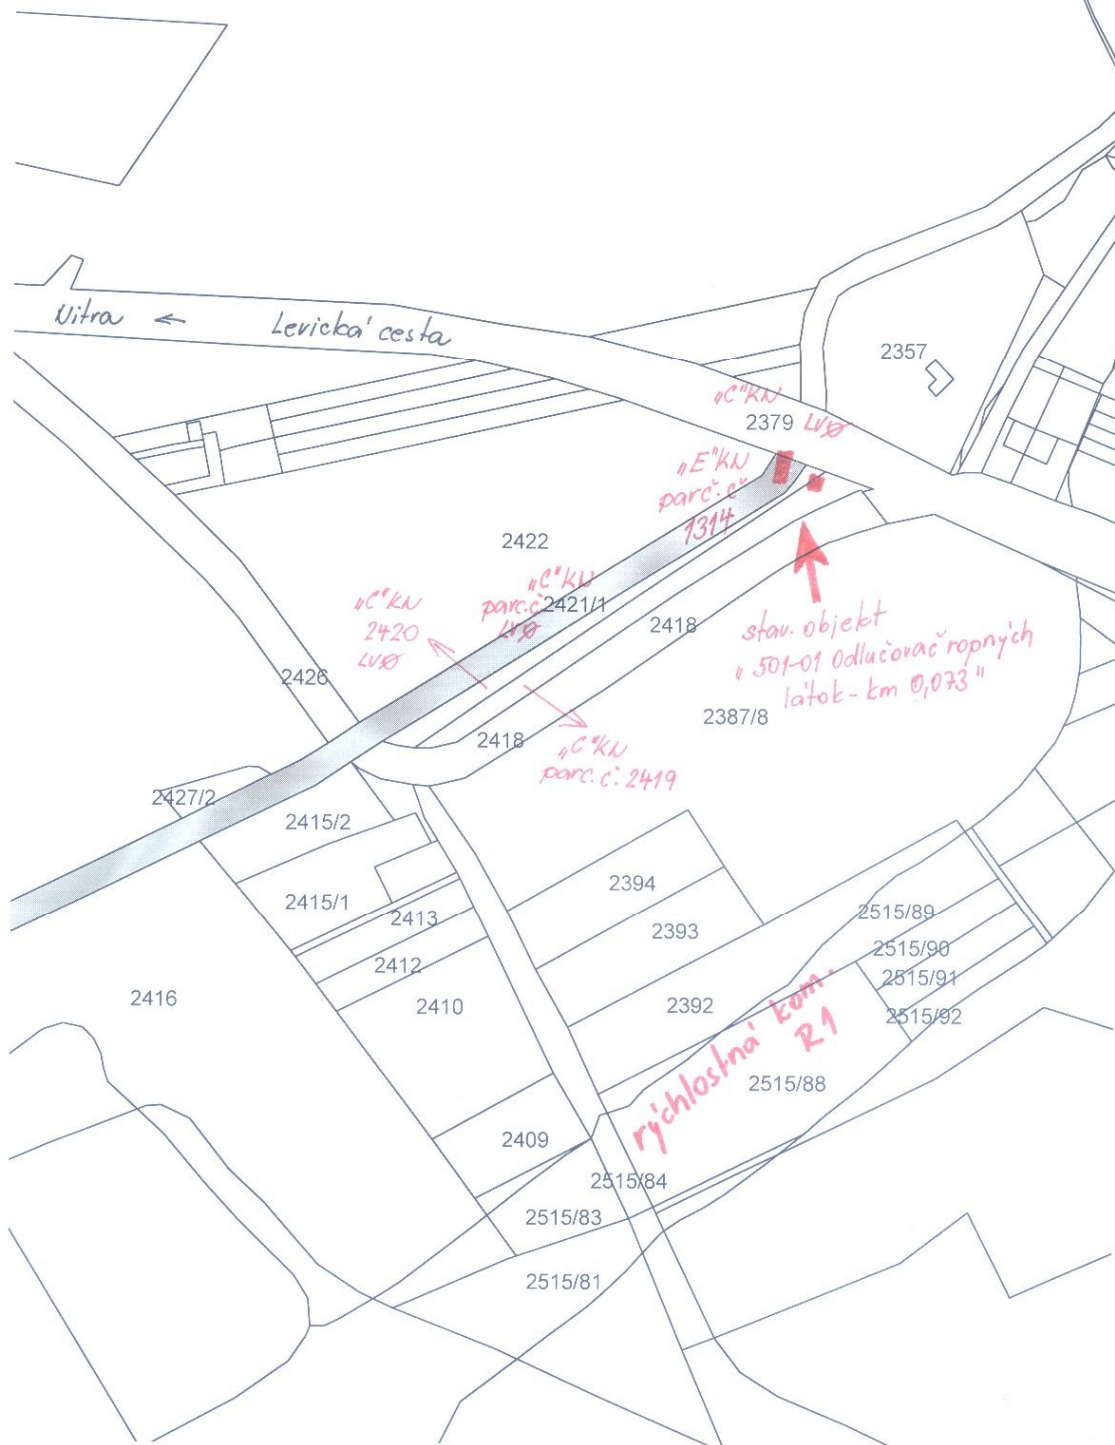 Nitra ←
Levická cesta
2357
"C"KN
2379 LVØ
"E"KN
parc. č
1314
2422
"C"KN
parc.č.
2421/1
LVØ
"C"KN
2420
LVØ
2418
stav. objekt
"501-01 Odlučovač ropných
látok - km 0,073"
2426
2387/8
2418
"C"KN
parc. č. 2419
2427/2
2415/2
2394
2415/1
2413
2393
2515/89
2412
2515/90
2515/91
2416
2410
2392
2515/92
rýchlostná kom.
R1
2515/88
2409
2515/84
2515/83
2515/81